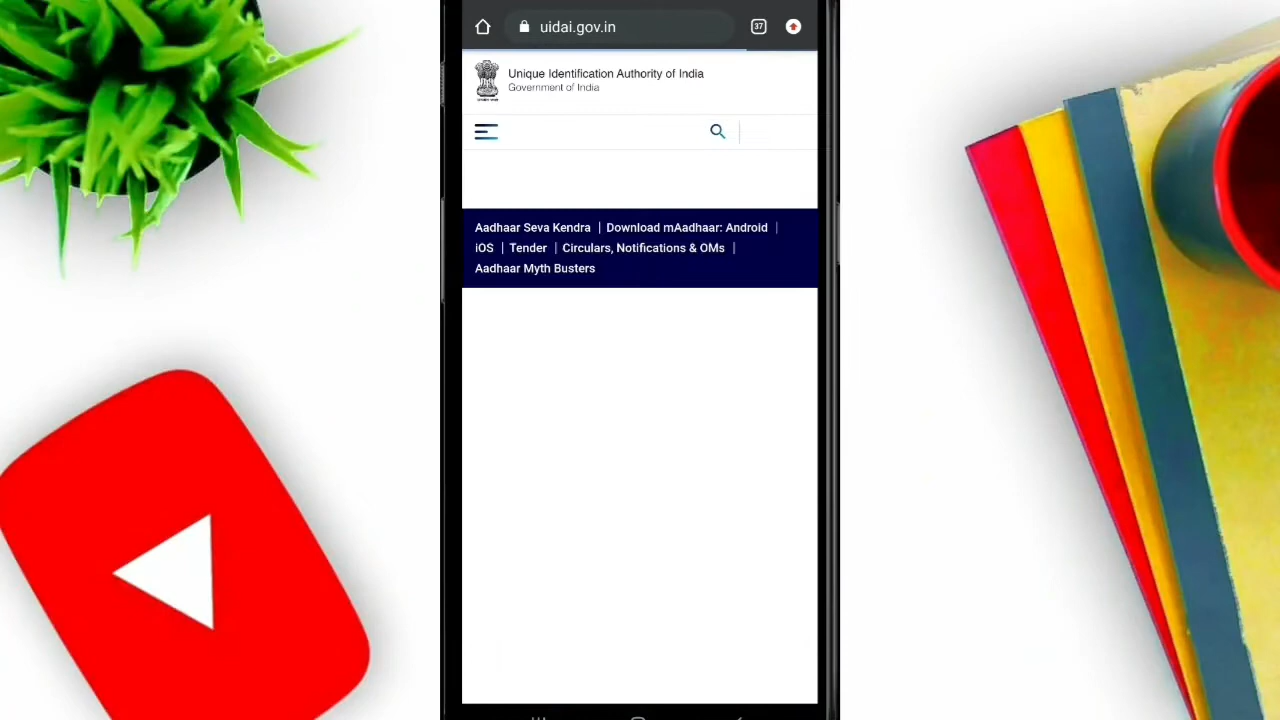 uidai.gov.in
37
Unique Identification Authority of India
Government of India
Aadhaar Seva Kendra | Download mAadhaar: Android |
iOS | Tender | Circulars, Notifications & OMs |
Aadhaar Myth Busters